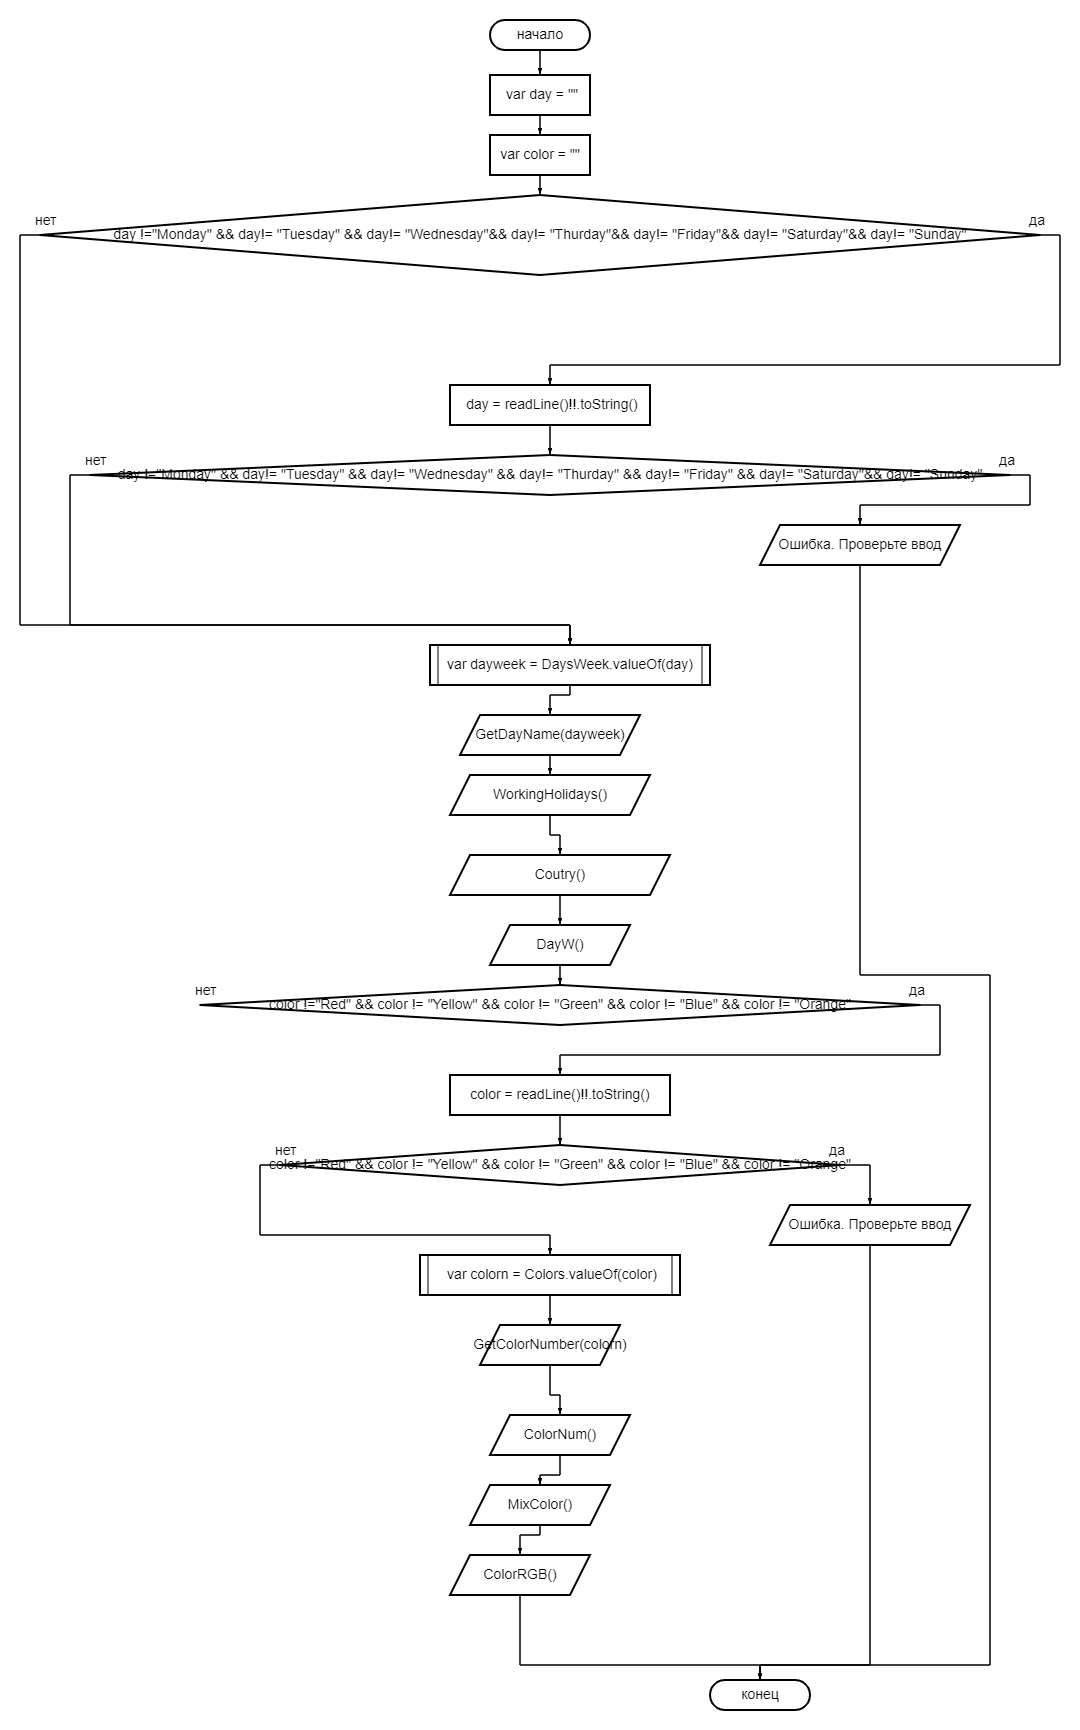 начало
var day = ""
var color = ""
нет
да
day !="Monday" && day!= "Tuesday" && day!= "Wednesday"&& day!= "Thurday"&& day!= "Friday"&& day!= "Saturday"&& day!= "Sunday"
day = readLine()!!.toString()
нет
да
day !="Monday" && day!= "Tuesday" && day!= "Wednesday" && day!= "Thurday" && day!= "Friday" && day!= "Saturday"&& day!= "Sunday"
Ошибка. Проверьте ввод
var dayweek = DaysWeek.valueOf(day)
GetDayName(dayweek)
WorkingHolidays()
Coutry()
DayW()
нет
да
color !="Red" && color != "Yellow" && color != "Green" && color != "Blue" && color != "Orange"
color = readLine()!!.toString()
нет
да
color !="Red" && color != "Yellow" && color != "Green" && color != "Blue" && color != "Orange"
Ошибка. Проверьте ввод
var colorn = Colors.valueOf(color)
GetColorNumber(colorn)
ColorNum()
MixColor()
ColorRGB()
конец